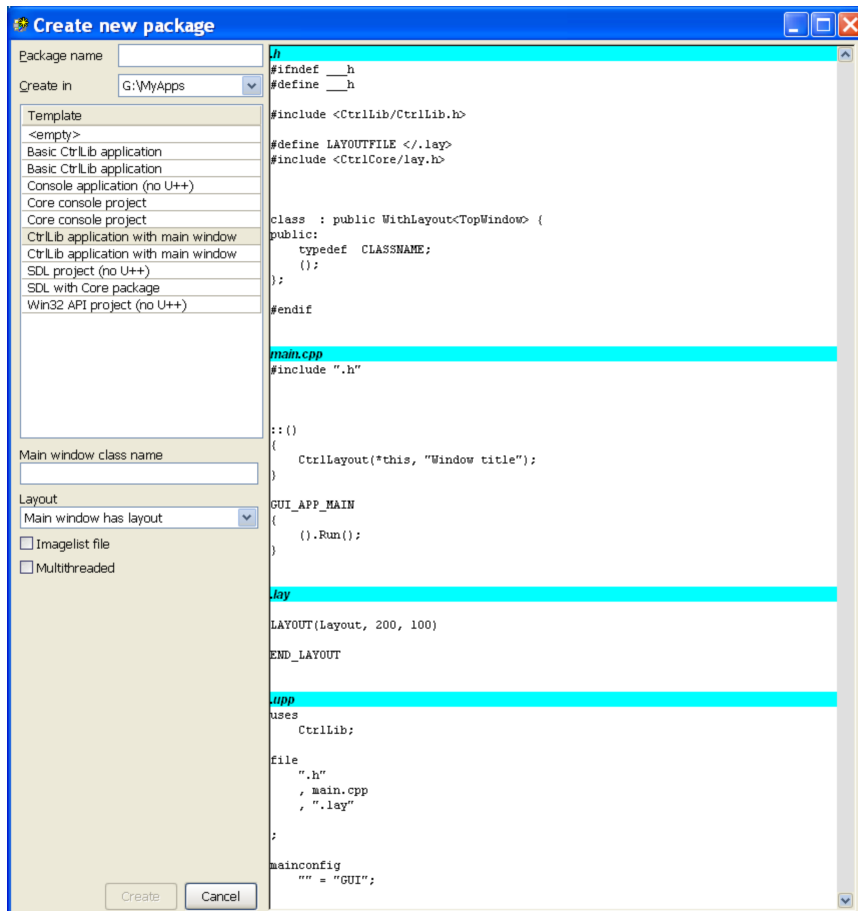 Create new package
Package name
Create in
G:\MyApps
Template
<empty>
Basic CtrlLib application
Basic CtrlLib application
Console application (no U++)
Core console project
Core console project
CtrlLib application with main window
CtrlLib application with main window
SDL project (no U++)
SDL with Core package
Win32 API project (no U++)
Main window class name
Layout
Main window has layout
Imagelist file
Multithreaded
Create
Cancel
.h
#ifndef ___h
#define ___h
#include <CtrlLib/CtrlLib.h>
#define LAYOUTFILE </.lay>
#include <CtrlCore/lay.h>
class  : public WithLayout<TopWindow> {
public:
    typedef  CLASSNAME;
    ();
};
#endif
main.cpp
#include ".h"
::()
{
    CtrlLayout(*this, "Window title");
}
GUI_APP_MAIN
{
    ().Run();
}
.lay
LAYOUT(Layout, 200, 100)
END_LAYOUT
.upp
uses
    CtrlLib;
file
    ".h"
    , main.cpp
    , ".lay"
;
mainconfig
    "" = "GUI";